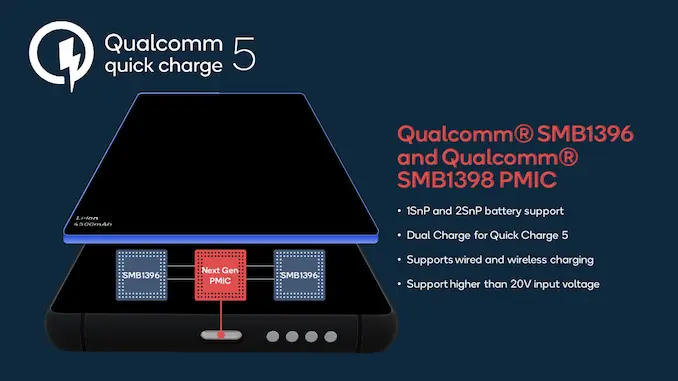 Qualcomm
quick charge 5
Qualcomm® SMB1396
and Qualcomm®
SMB1398 PMIC
• 1SnP and 2SnP battery support
• Dual Charge for Quick Charge 5
• Supports wired and wireless charging
• Support higher than 20V input voltage
Li-ion
4500mAh
SMB1396
Next Gen
PMIC
SMB1396